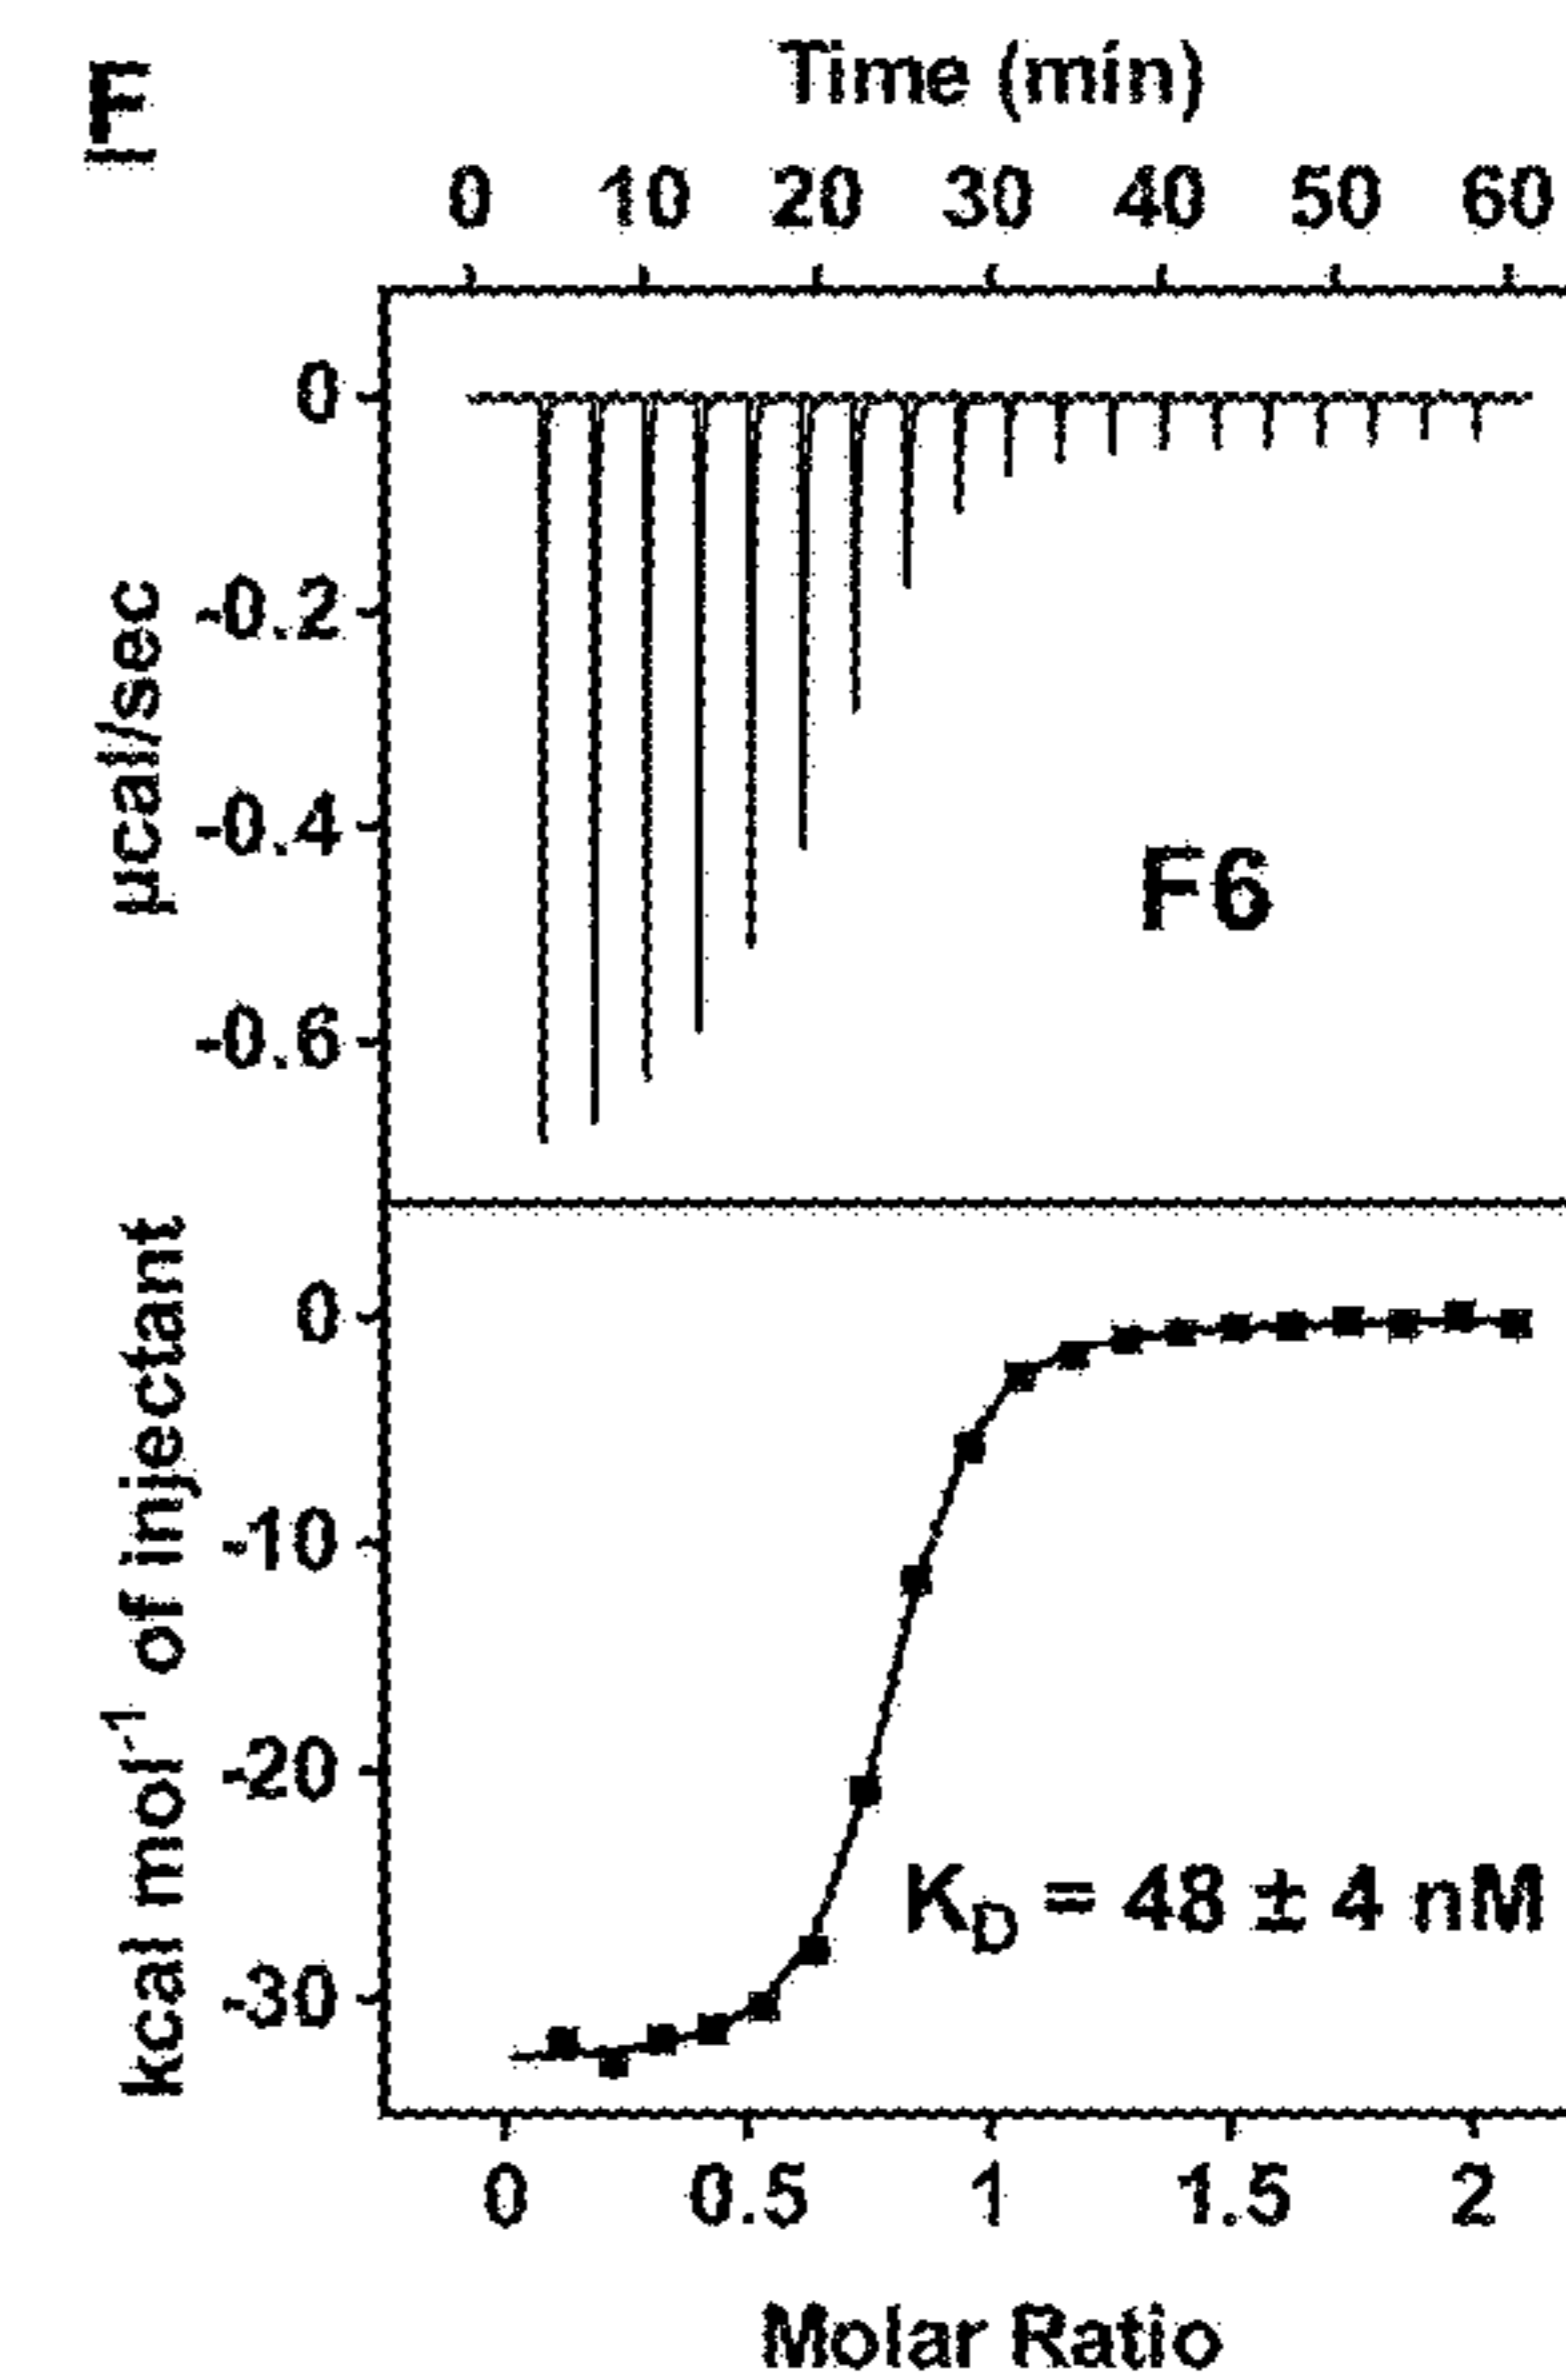 F
Time (min)
0 10 20 30 40 50 60
0
-0.2
-0.4
-0.6
µcal/sec
F6
0
-10
-20
-30
kcal mol⁻¹ of injectant
K_D = 48 ± 4 nM
0 0.5 1 1.5 2
Molar Ratio